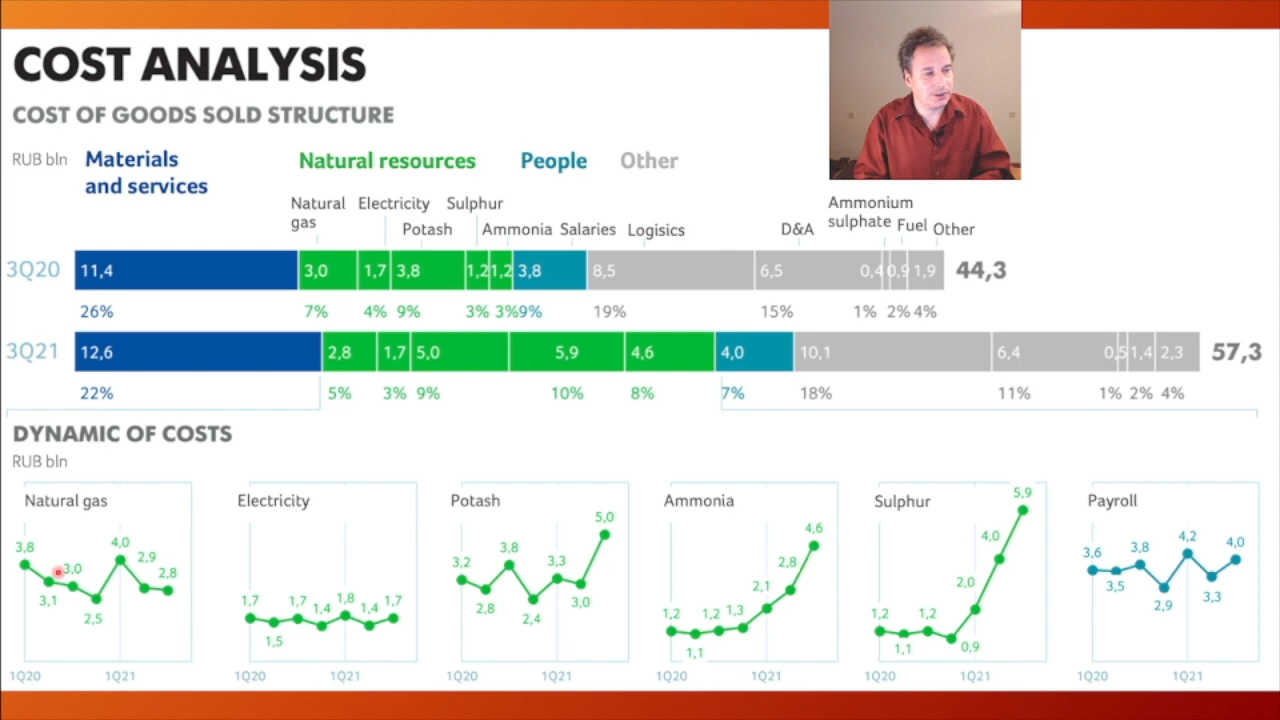 COST ANALYSIS
COST OF GOODS SOLD STRUCTURE
RUB bln
Materials
and services
Natural resources
People
Other
Natural
gas
Electricity
Potash
Sulphur
Ammonia
Salaries
Logisics
D&A
Ammonium
sulphate
Fuel
Other
3Q20
11,4 3,0 1,7 3,8 1,2 1,2 3,8 8,5 6,5 0,4 0,9 1,9 44,3
26% 7% 4% 9% 3% 3% 9% 19% 15% 1% 2% 4%
3Q21
12,6 2,8 1,7 5,0 5,9 4,6 4,0 10,1 6,4 0,5 1,4 2,3 57,3
22% 5% 3% 9% 10% 8% 7% 18% 11% 1% 2% 4%
DYNAMIC OF COSTS
RUB bln
Natural gas
3,8 3,1 3,0 2,5 4,0 2,9 2,8
1Q20 1Q21
Electricity
1,7 1,5 1,7 1,4 1,8 1,4 1,7
1Q20 1Q21
Potash
3,2 2,8 3,8 2,4 3,3 3,0 5,0
1Q20 1Q21
Ammonia
1,2 1,1 1,2 1,3 2,1 2,8 4,6
1Q20 1Q21
Sulphur
1,2 1,1 1,2 0,9 2,0 4,0 5,9
1Q20 1Q21
Payroll
3,6 3,5 3,8 2,9 4,2 3,3 4,0
1Q20 1Q21